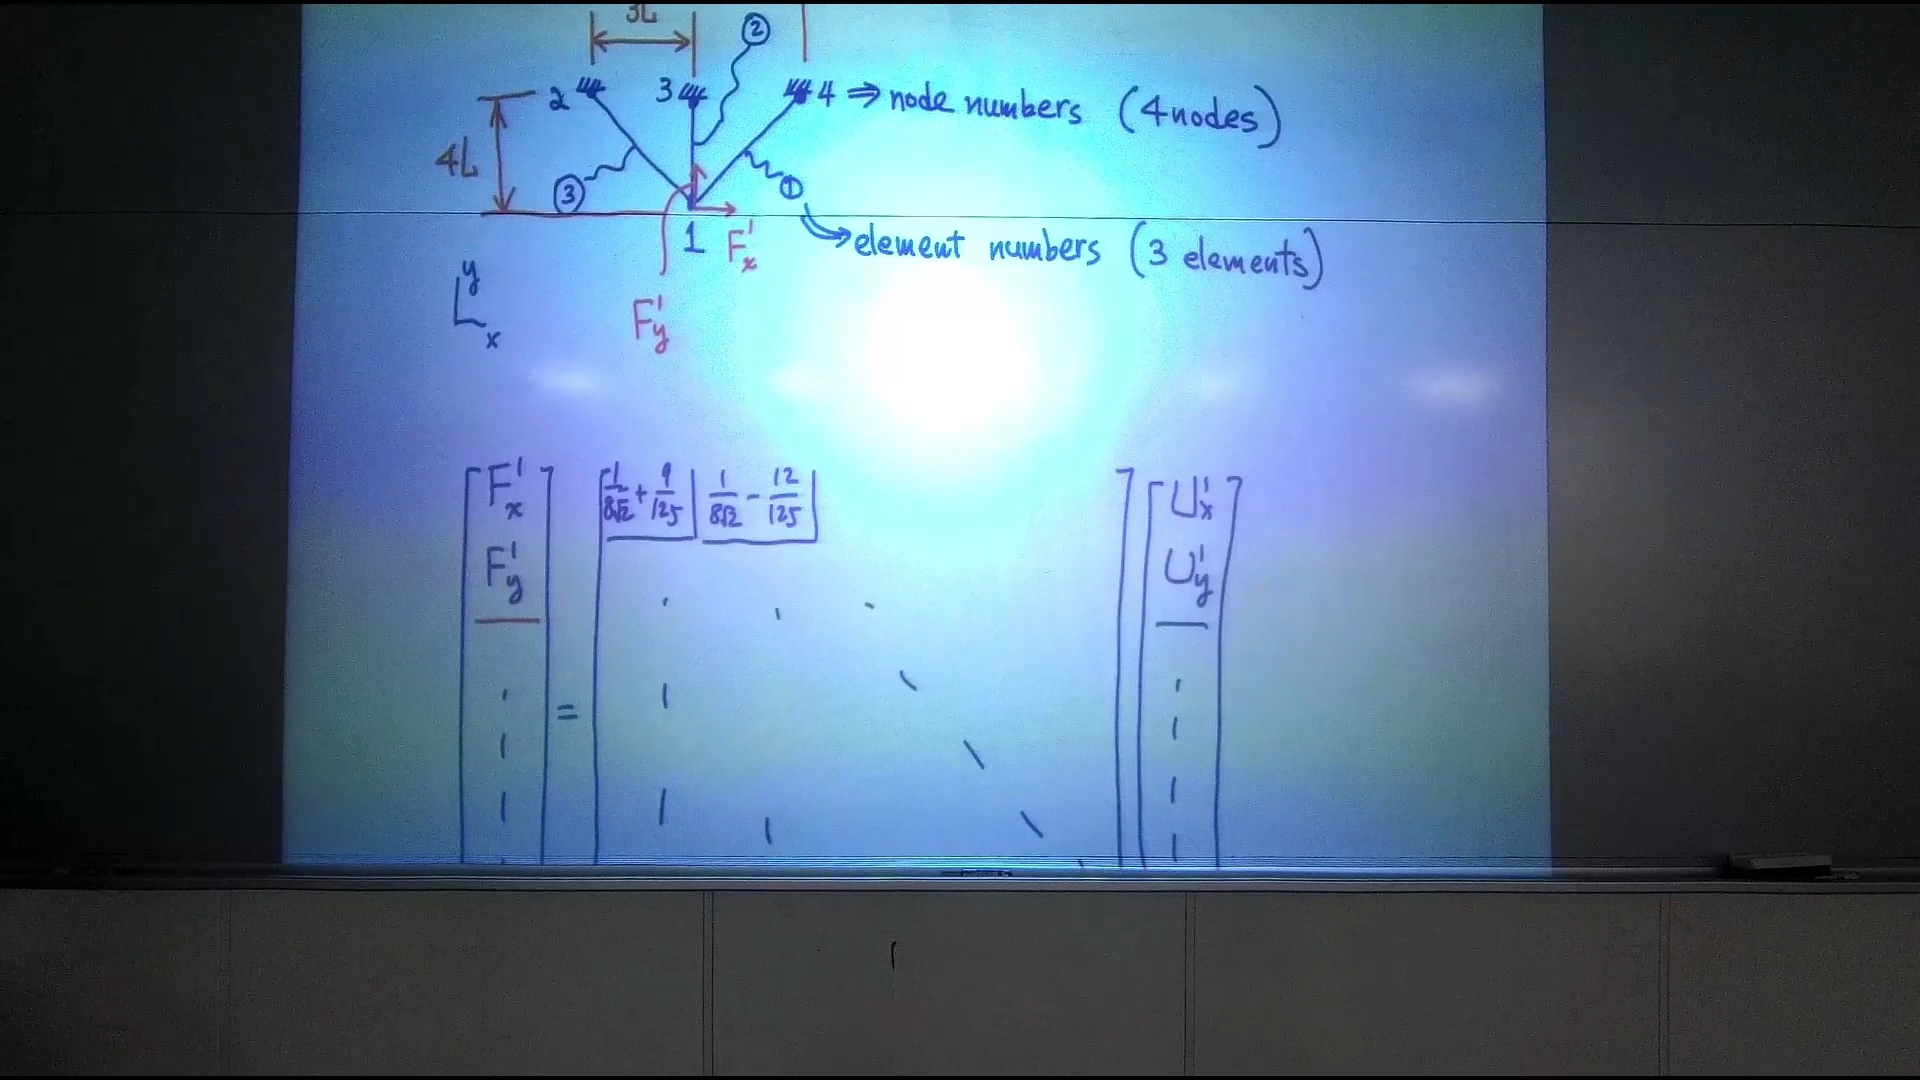 3L
②
2 3 4 ⇒ node numbers (4 nodes)
4L
③ ①
1 F'x
element numbers (3 elements)
y
x
F'y
[F'x = [1/8√2 + 9/125 | 1/8√2 - 12/125 ] [U'x
F'y U'y